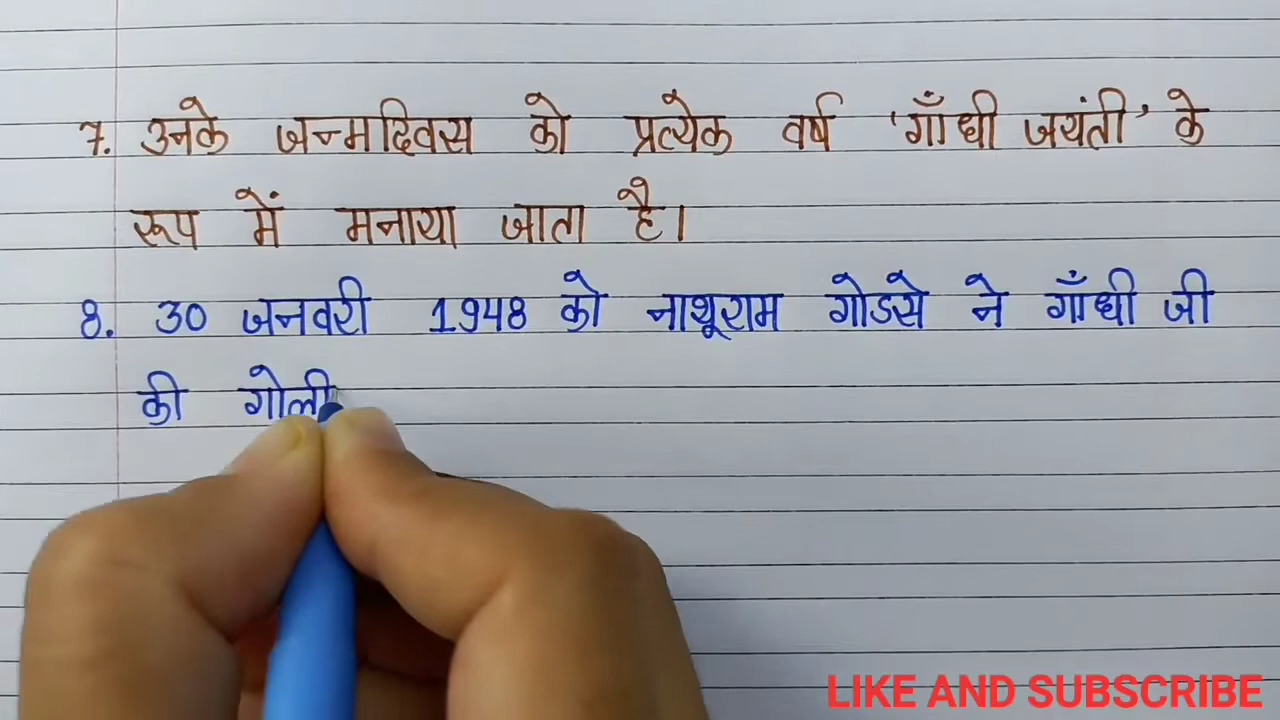 7. उनके जन्मदिवस को प्रत्येक वर्ष 'गाँधी जयंती' के
रूप में मनाया जाता है।
8. 30 जनवरी 1948 को नाथूराम गोडसे ने गाँधी जी
की गोली
LIKE AND SUBSCRIBE